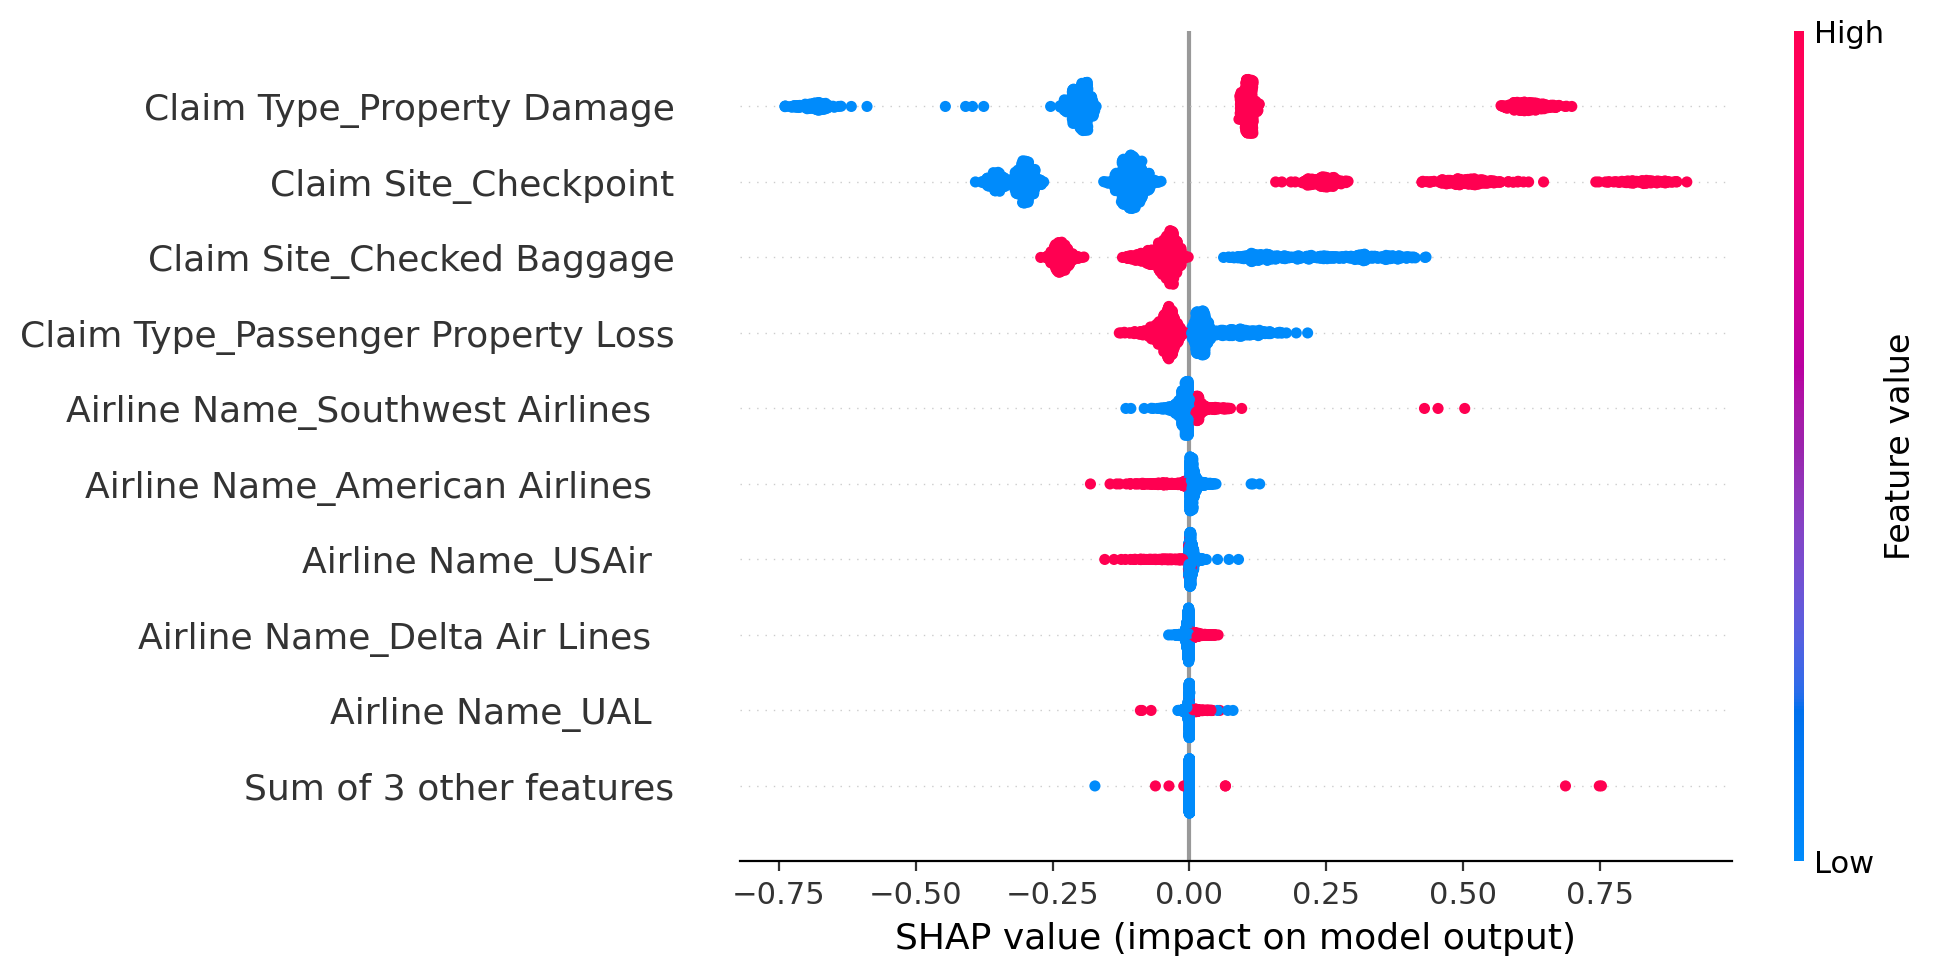 High
Claim Type_Property Damage
Claim Site_Checkpoint
Claim Site_Checked Baggage
Claim Type_Passenger Property Loss
Airline Name_Southwest Airlines
Airline Name_American Airlines
Airline Name_USAir
Airline Name_Delta Air Lines
Airline Name_UAL
Sum of 3 other features
Feature value
Low
−0.75 −0.50 −0.25 0.00 0.25 0.50 0.75
SHAP value (impact on model output)